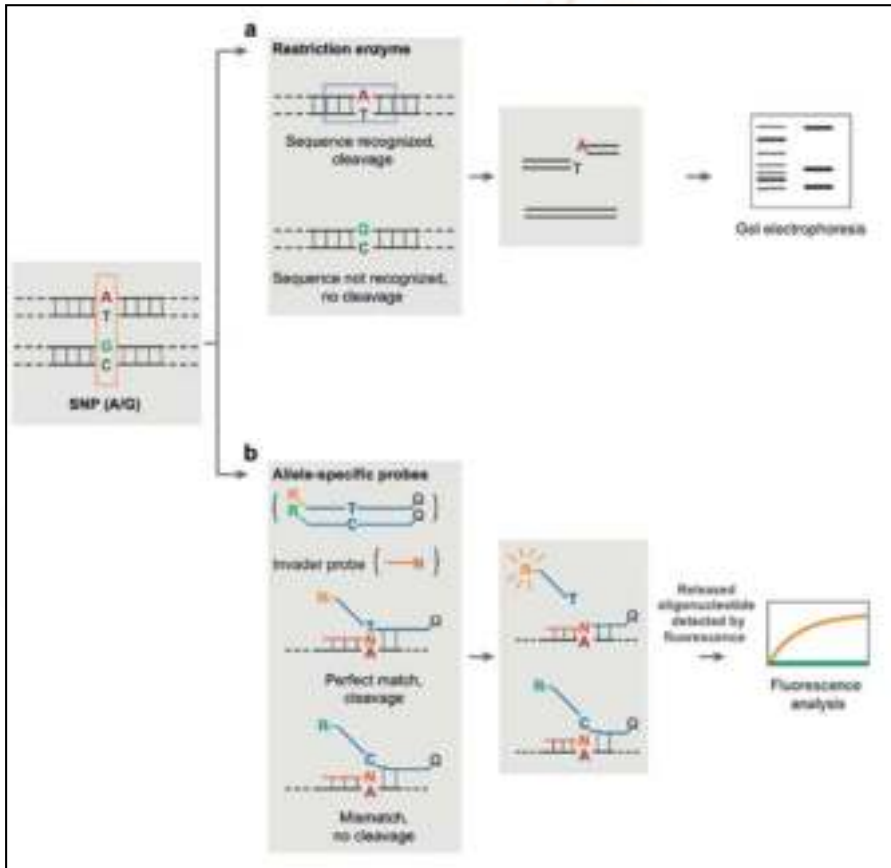 a
Restriction enzyme
A
T
Sequence recognized,
cleavage
G
C
Sequence not recognized,
no cleavage
A
T
Gel electrophoresis
A
T
G
C
SNP (A/G)
b
Allele-specific probes
R
R
T
C
Q
Q
Invader probe
N
R
T
Q
N
A
Perfect match,
cleavage
R
C
Q
N
A
Mismatch,
no cleavage
R
T
Q
N
A
R
C
Q
N
A
Released
oligonucleotide
detected by
fluorescence
Fluorescence
analysis